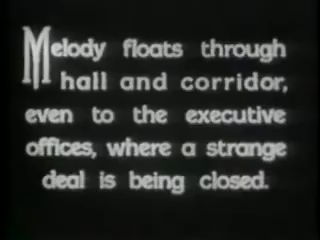 Melody floats through
hall and corridor,
even to the executive
offices, where a strange
deal is being closed.